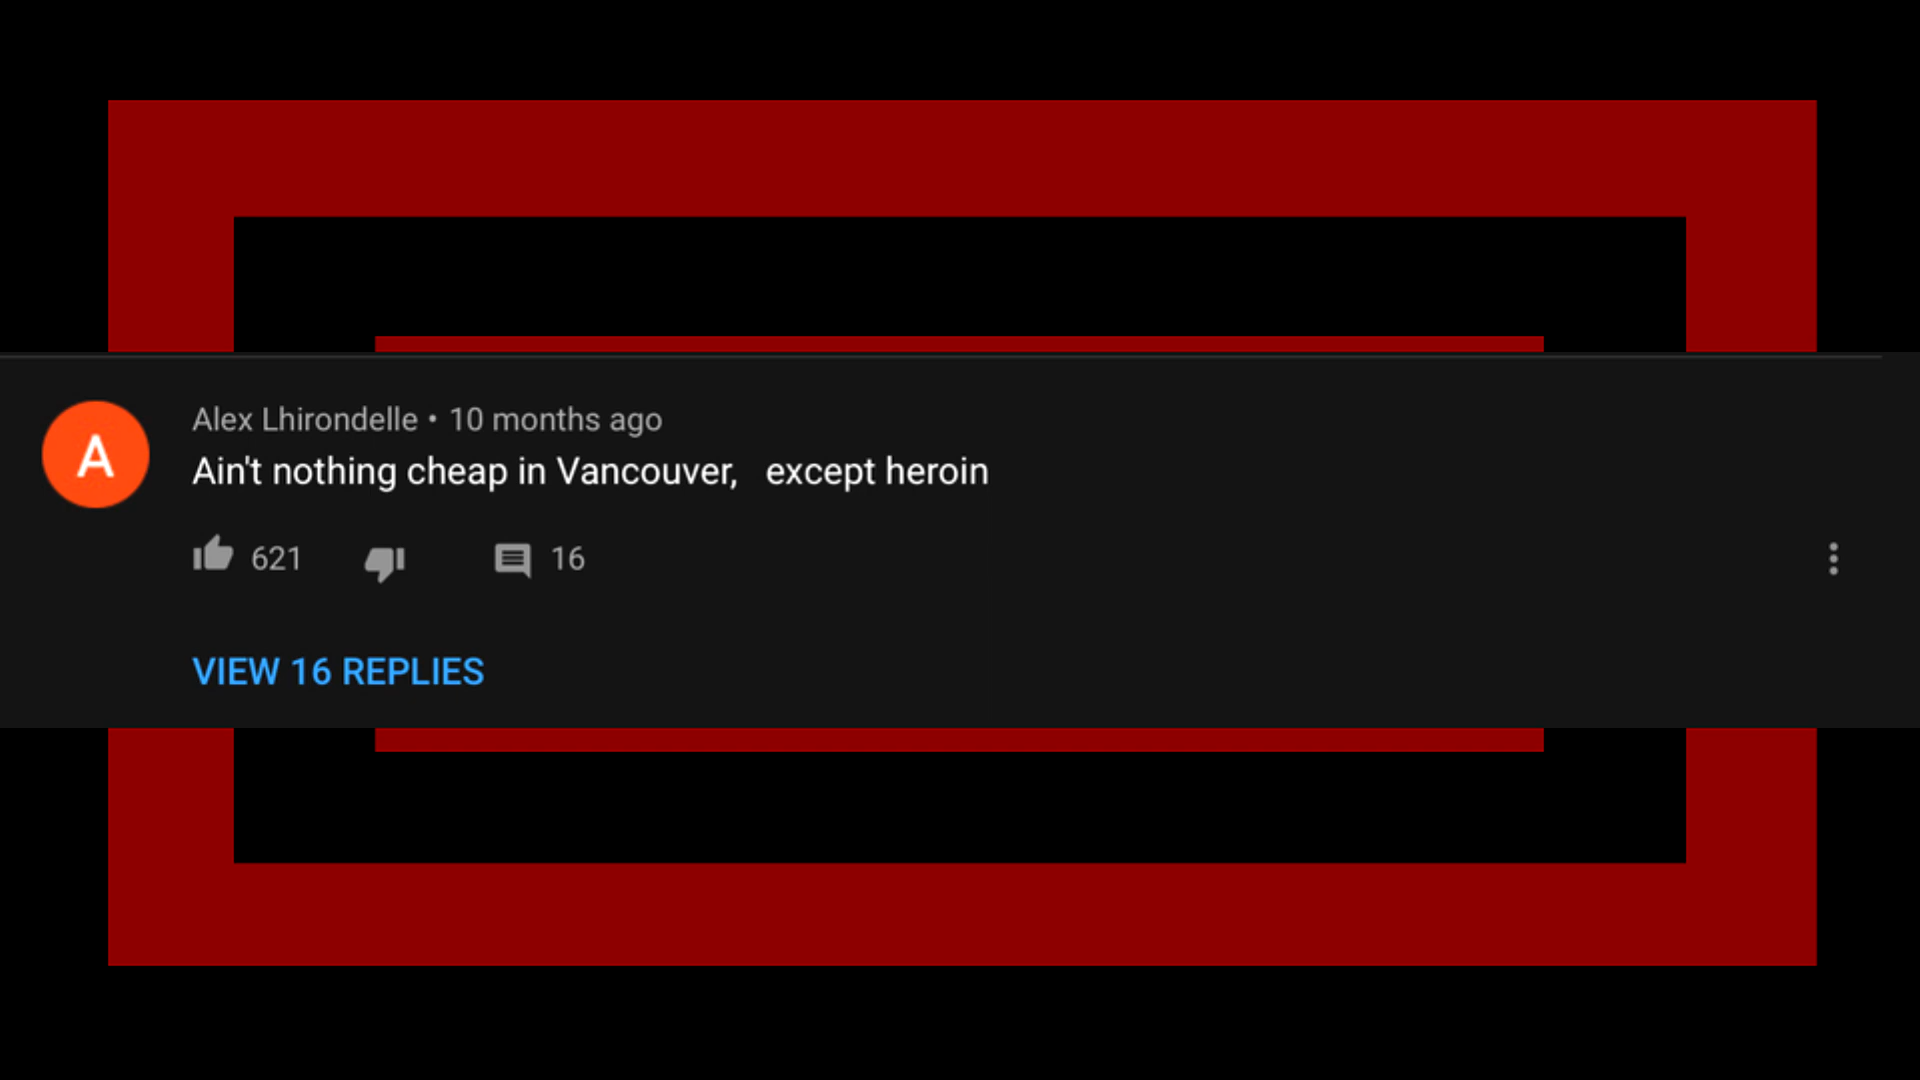 A
Alex Lhirondelle • 10 months ago
Ain't nothing cheap in Vancouver,   except heroin
621 16
VIEW 16 REPLIES